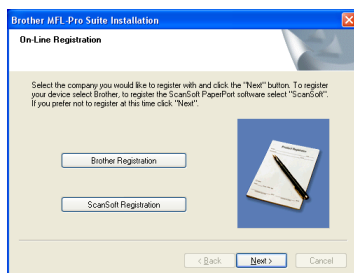 Brother MFL-Pro Suite Installation
On-Line Registration
Select the company you would like to register with and click the "Next" button. To register
your device select Brother, to register the ScanSoft PaperPort software select "ScanSoft".
If you prefer not to register at this time click "Next".
Brother Registration
ScanSoft Registration
< Back
Next >
Cancel